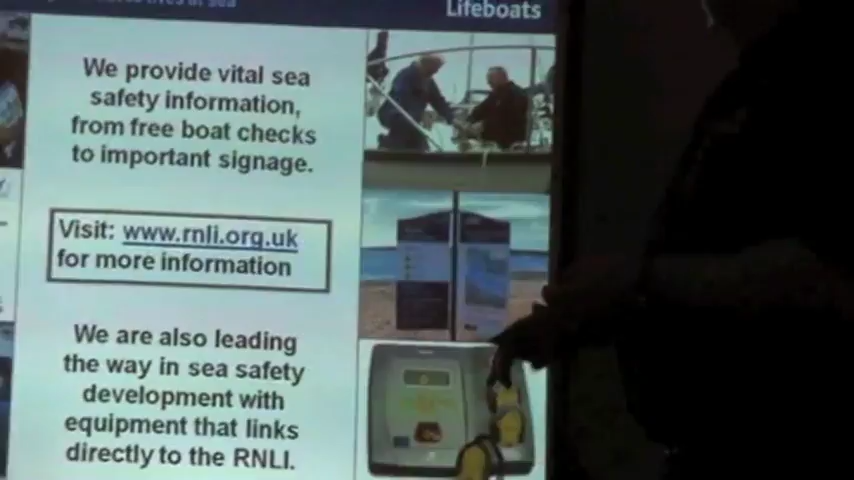 Lifeboats
We provide vital sea
safety information,
from free boat checks
to important signage.
Visit: www.rnli.org.uk
for more information
We are also leading
the way in sea safety
development with
equipment that links
directly to the RNLI.